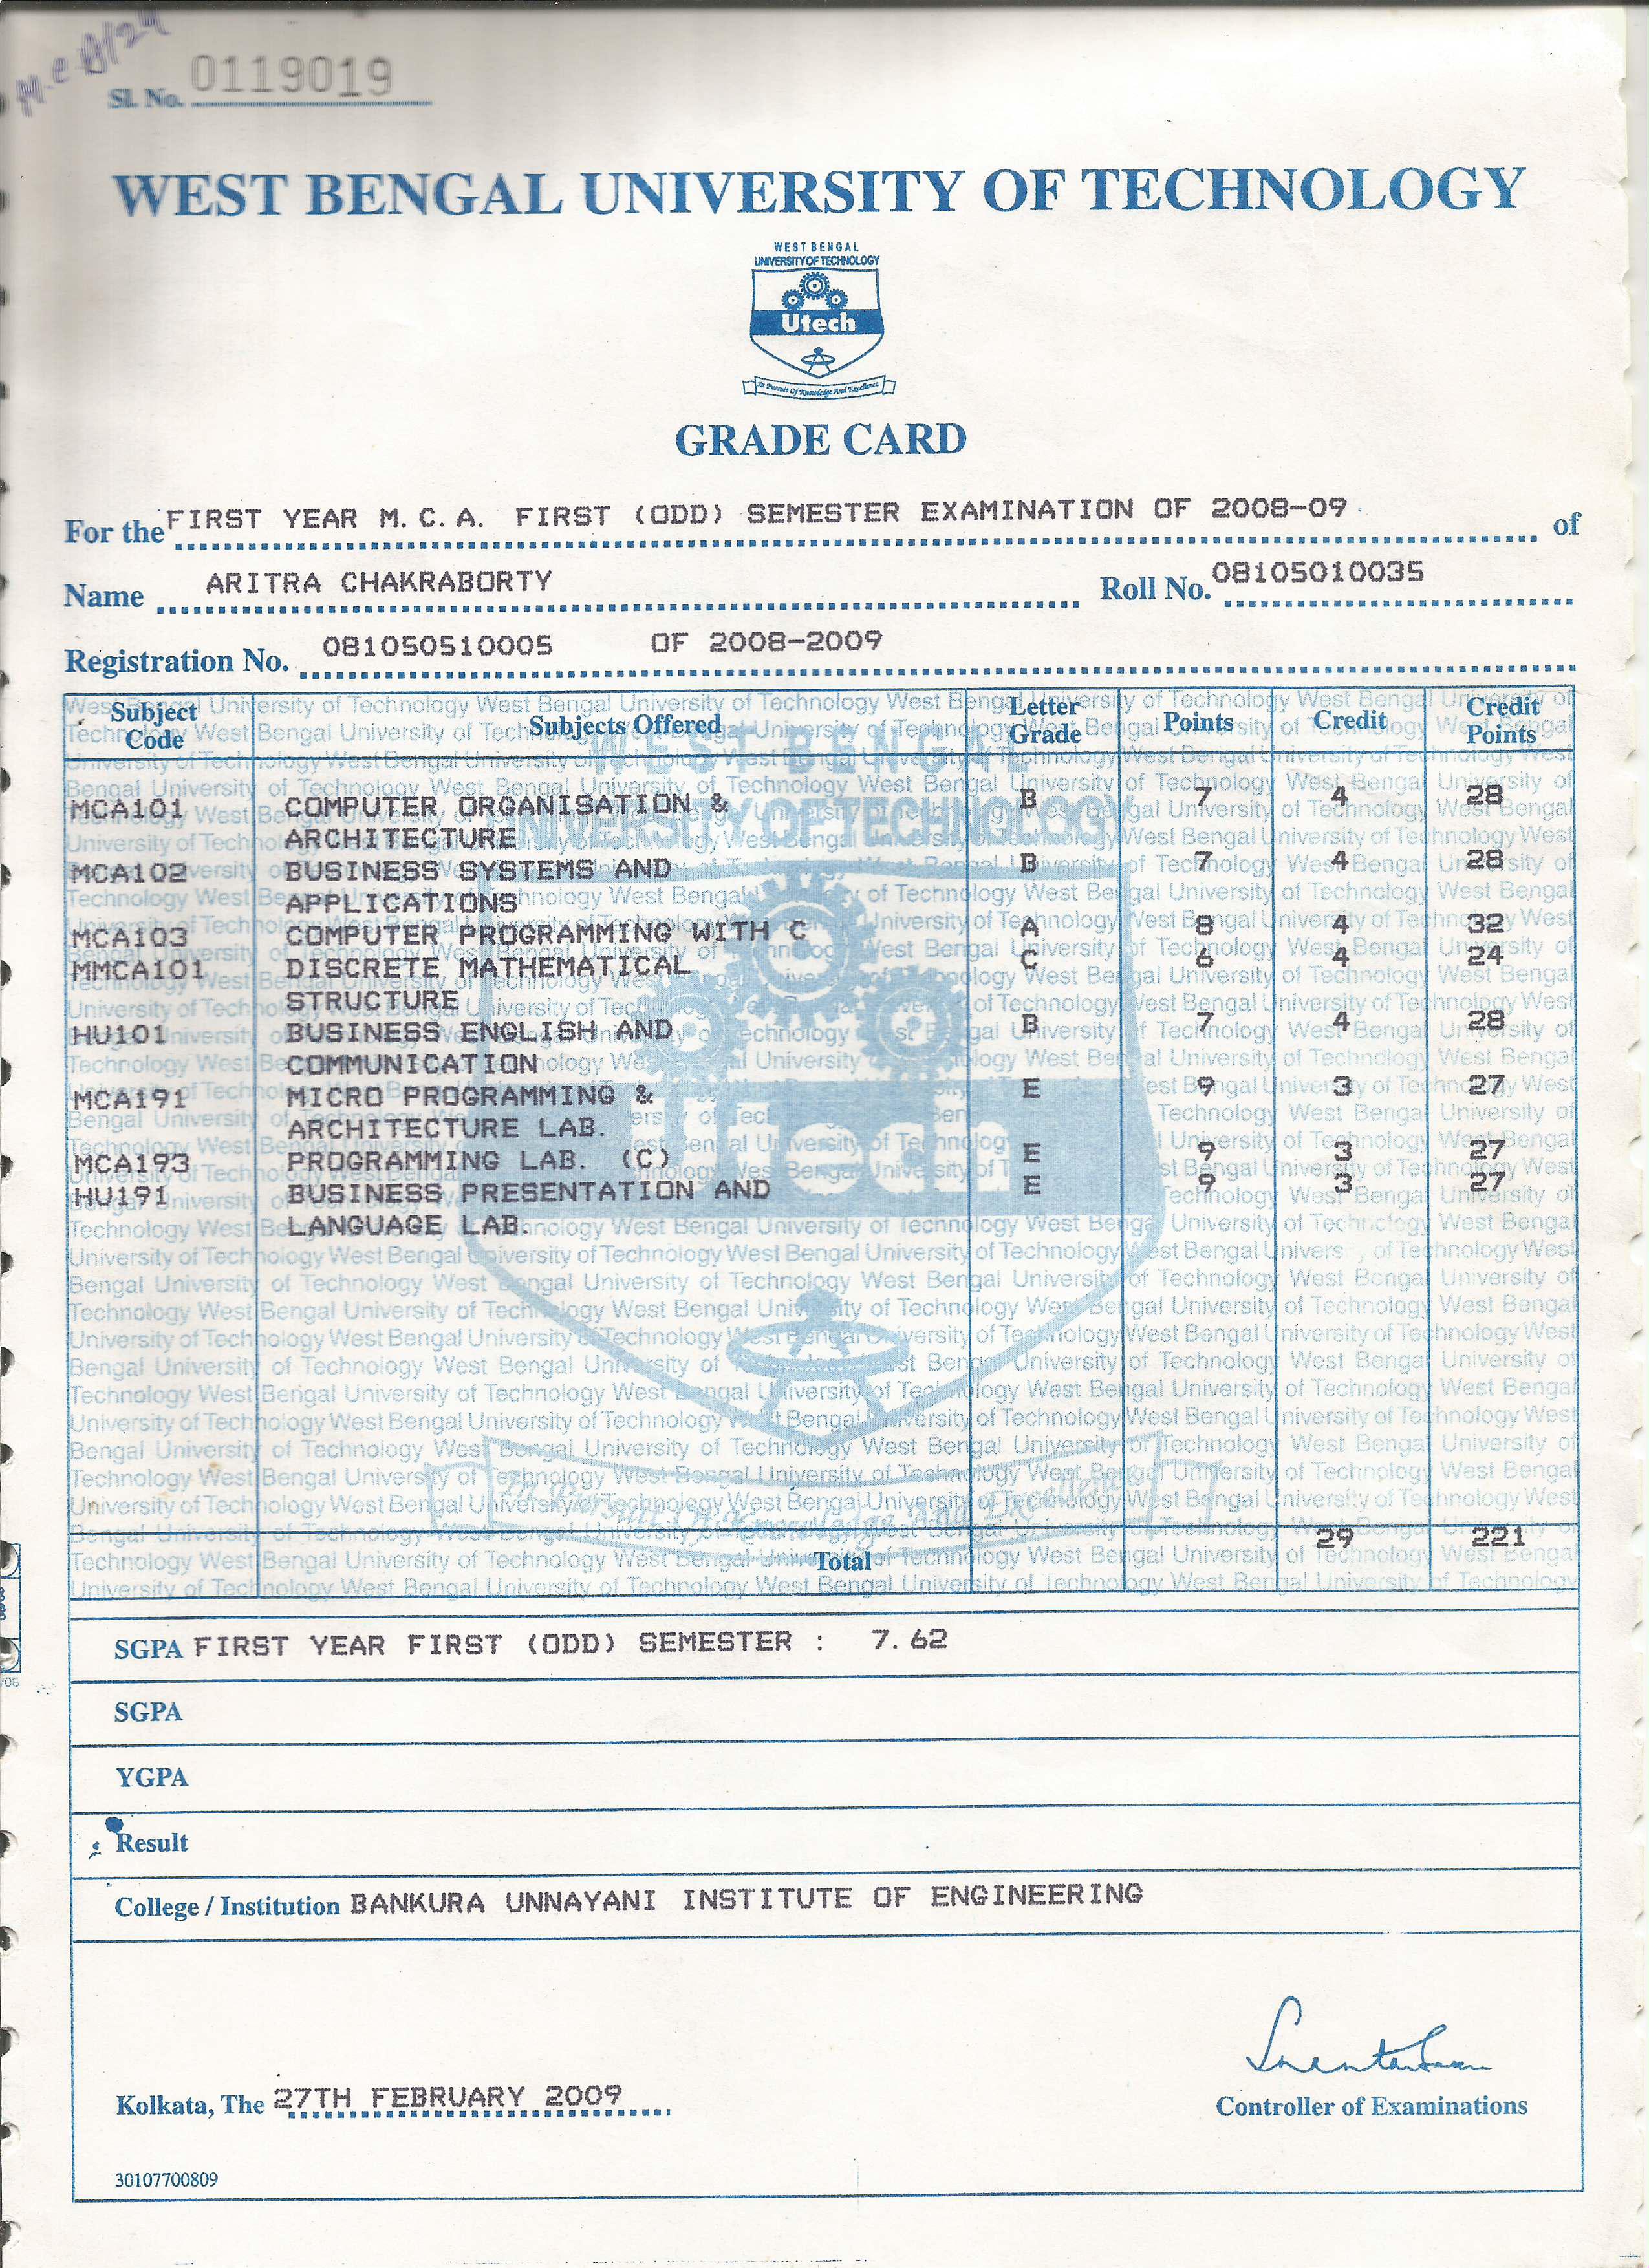 M.C.A/24
Sl. No. 0119019
WEST BENGAL UNIVERSITY OF TECHNOLOGY
WEST BENGAL
UNIVERSITY OF TECHNOLOGY
Utech
In Pursuit Of Knowledge And Excellence
GRADE CARD
For the FIRST YEAR M.C.A. FIRST (ODD) SEMESTER EXAMINATION OF 2008-09 of
Name ARITRA CHAKRABORTY Roll No. 08105010035
Registration No. 081050510005 OF 2008-2009
Subject Code Subjects Offered Letter Grade Points Credit Credit Points
MCA101 COMPUTER ORGANISATION & B 7 4 28
ARCHITECTURE
MCA102 BUSINESS SYSTEMS AND B 7 4 28
APPLICATIONS
MCA103 COMPUTER PROGRAMMING WITH C A 8 4 32
MMCA101 DISCRETE MATHEMATICAL C 6 4 24
STRUCTURE
HU101 BUSINESS ENGLISH AND B 7 4 28
COMMUNICATION
MCA191 MICRO PROGRAMMING & E 9 3 27
ARCHITECTURE LAB.
MCA193 PROGRAMMING LAB. (C) E 9 3 27
HU191 BUSINESS PRESENTATION AND E 9 3 27
LANGUAGE LAB.
Total 29 221
SGPA FIRST YEAR FIRST (ODD) SEMESTER : 7.62
SGPA
YGPA
Result
College / Institution BANKURA UNNAYANI INSTITUTE OF ENGINEERING
Kolkata, The 27TH FEBRUARY 2009
Controller of Examinations
30107700809